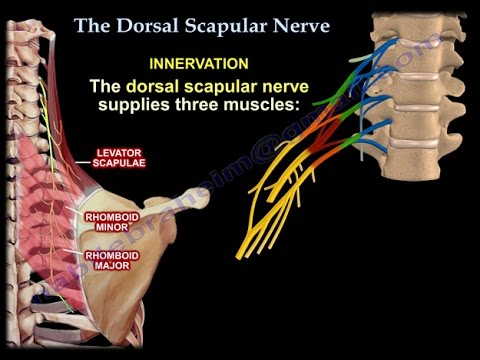 The Dorsal Scapular Nerve
INNERVATION
The dorsal scapular nerve
supplies three muscles:
LEVATOR
SCAPULAE
RHOMBOID
MINOR
RHOMBOID
MAJOR